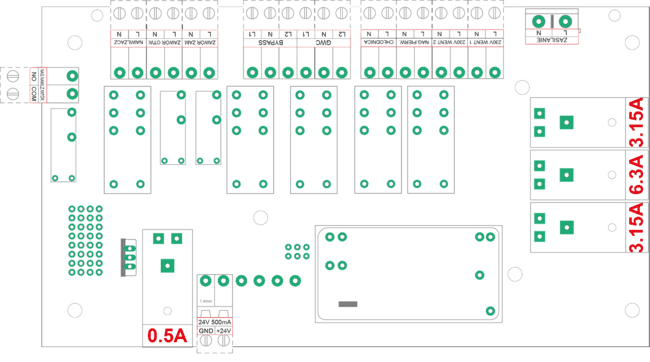 N L N L N L
NAWILŻACZ ZAWÓR OTW. ZAWÓR ZAM.
L1 N L2 L1 N L2
BYPASS GWC
N L N L N L N L
CHŁODNICA NAG.PIERW. 230V WENT 2 230V WENT 1
N L
ZASILANIE
NO COM
3.15A
6.3A
3.15A
0.5A
24V 500mA
GND +24V